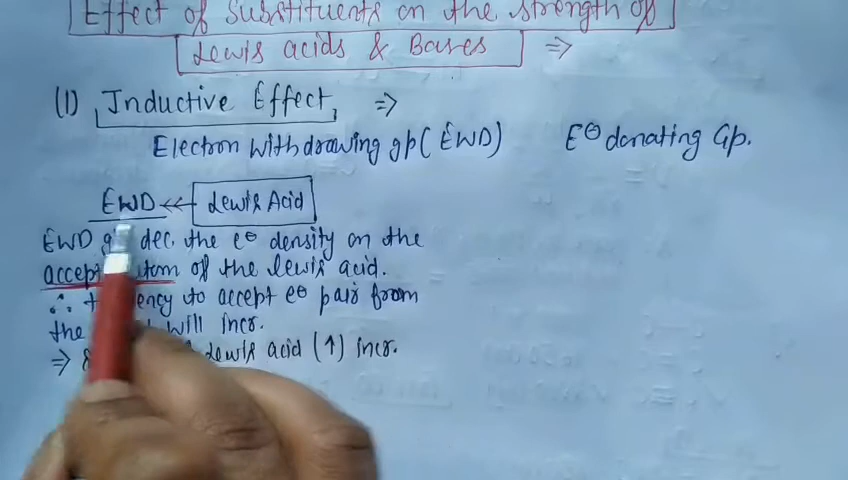 Effect of Substituents on the strength of
Lewis acids & Bases ⇒
(1) Inductive Effect, ⇒
Electron withdrawing gp( EWD) E⊖ donating Gp.
EWD ↞ Lewis Acid
EWD dec. the e⊖ density on the
accept of the lewis acid.
∴ to accept e⊖ pair from
the will incr.
⇒ Lewis acid (↑) incr.